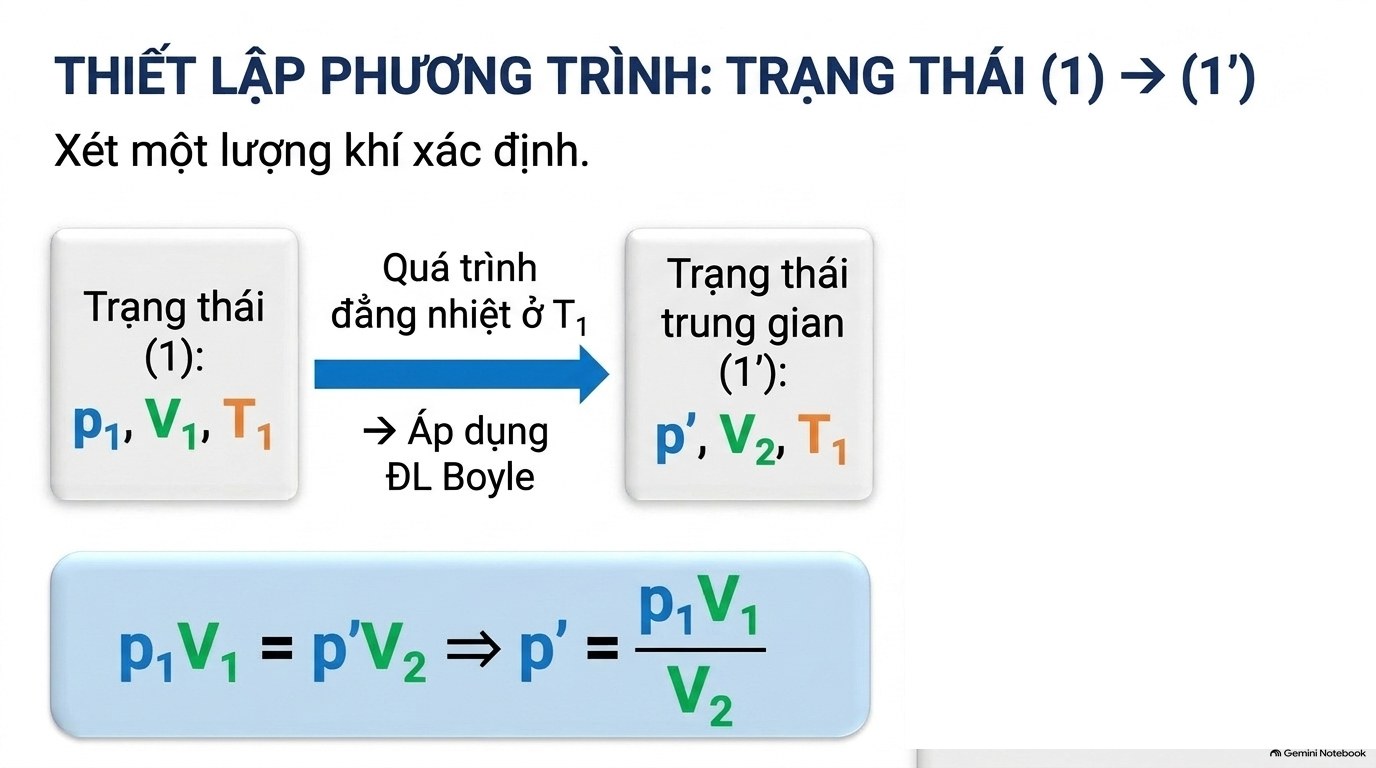 THIẾT LẬP PHƯƠNG TRÌNH: TRẠNG THÁI (1) → (1’)
Xét một lượng khí xác định.
Trạng thái
(1):
p₁, V₁, T₁
Quá trình
đẳng nhiệt ở T₁
→ Áp dụng
ĐL Boyle
Trạng thái
trung gian
(1’):
p’, V₂, T₁
p₁V₁ = p’V₂ ⇒ p’ = p₁V₁ / V₂
Gemini Notebook